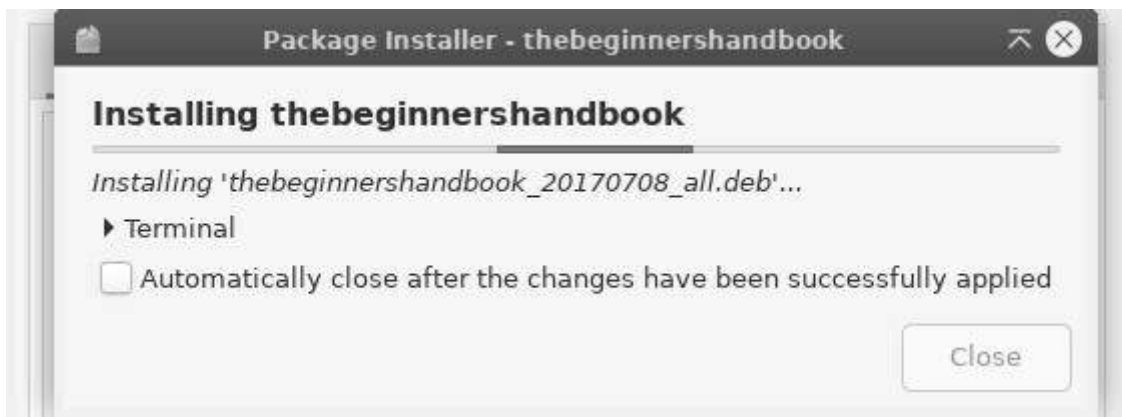 Package Installer - thebeginnershandbook
Installing thebeginnershandbook
Installing 'thebeginnershandbook_20170708_all.deb'...
Terminal
Automatically close after the changes have been successfully applied
Close